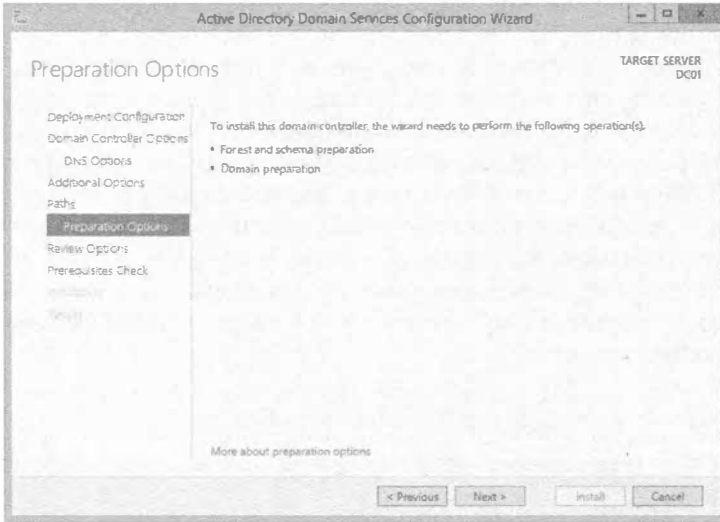 Active Directory Domain Services Configuration Wizard
Preparation Options
TARGET SERVER
DC01
Deployment Configuration
Domain Controller Options
DNS Options
Additional Options
Paths
Preparation Options
Review Options
Prerequisites Check
To install this domain controller, the wizard needs to perform the following operation(s).
• Forest and schema preparation
• Domain preparation
More about preparation options
< Previous
Next >
Install
Cancel